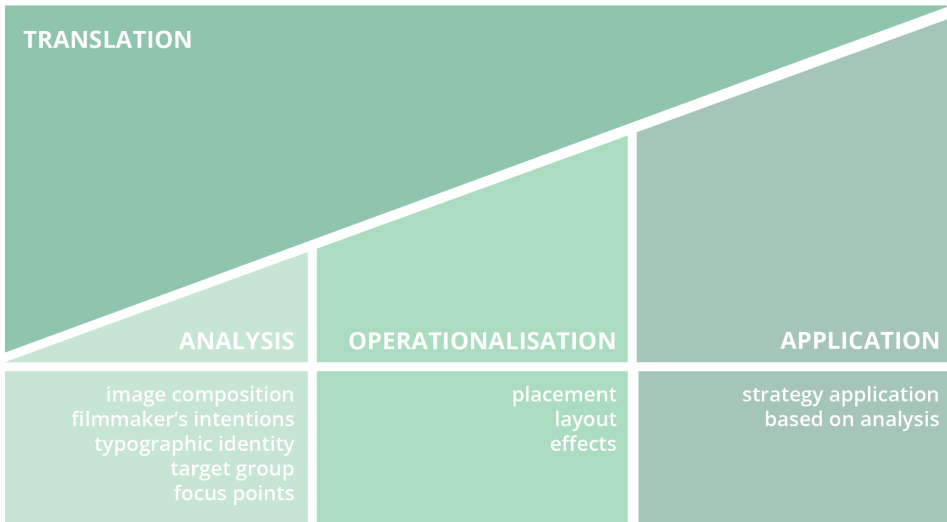 TRANSLATION
ANALYSIS
OPERATIONALISATION
APPLICATION
image composition
filmmaker‘s intentions
typographic identity
target group
focus points
placement
layout
effects
strategy application
based on analysis